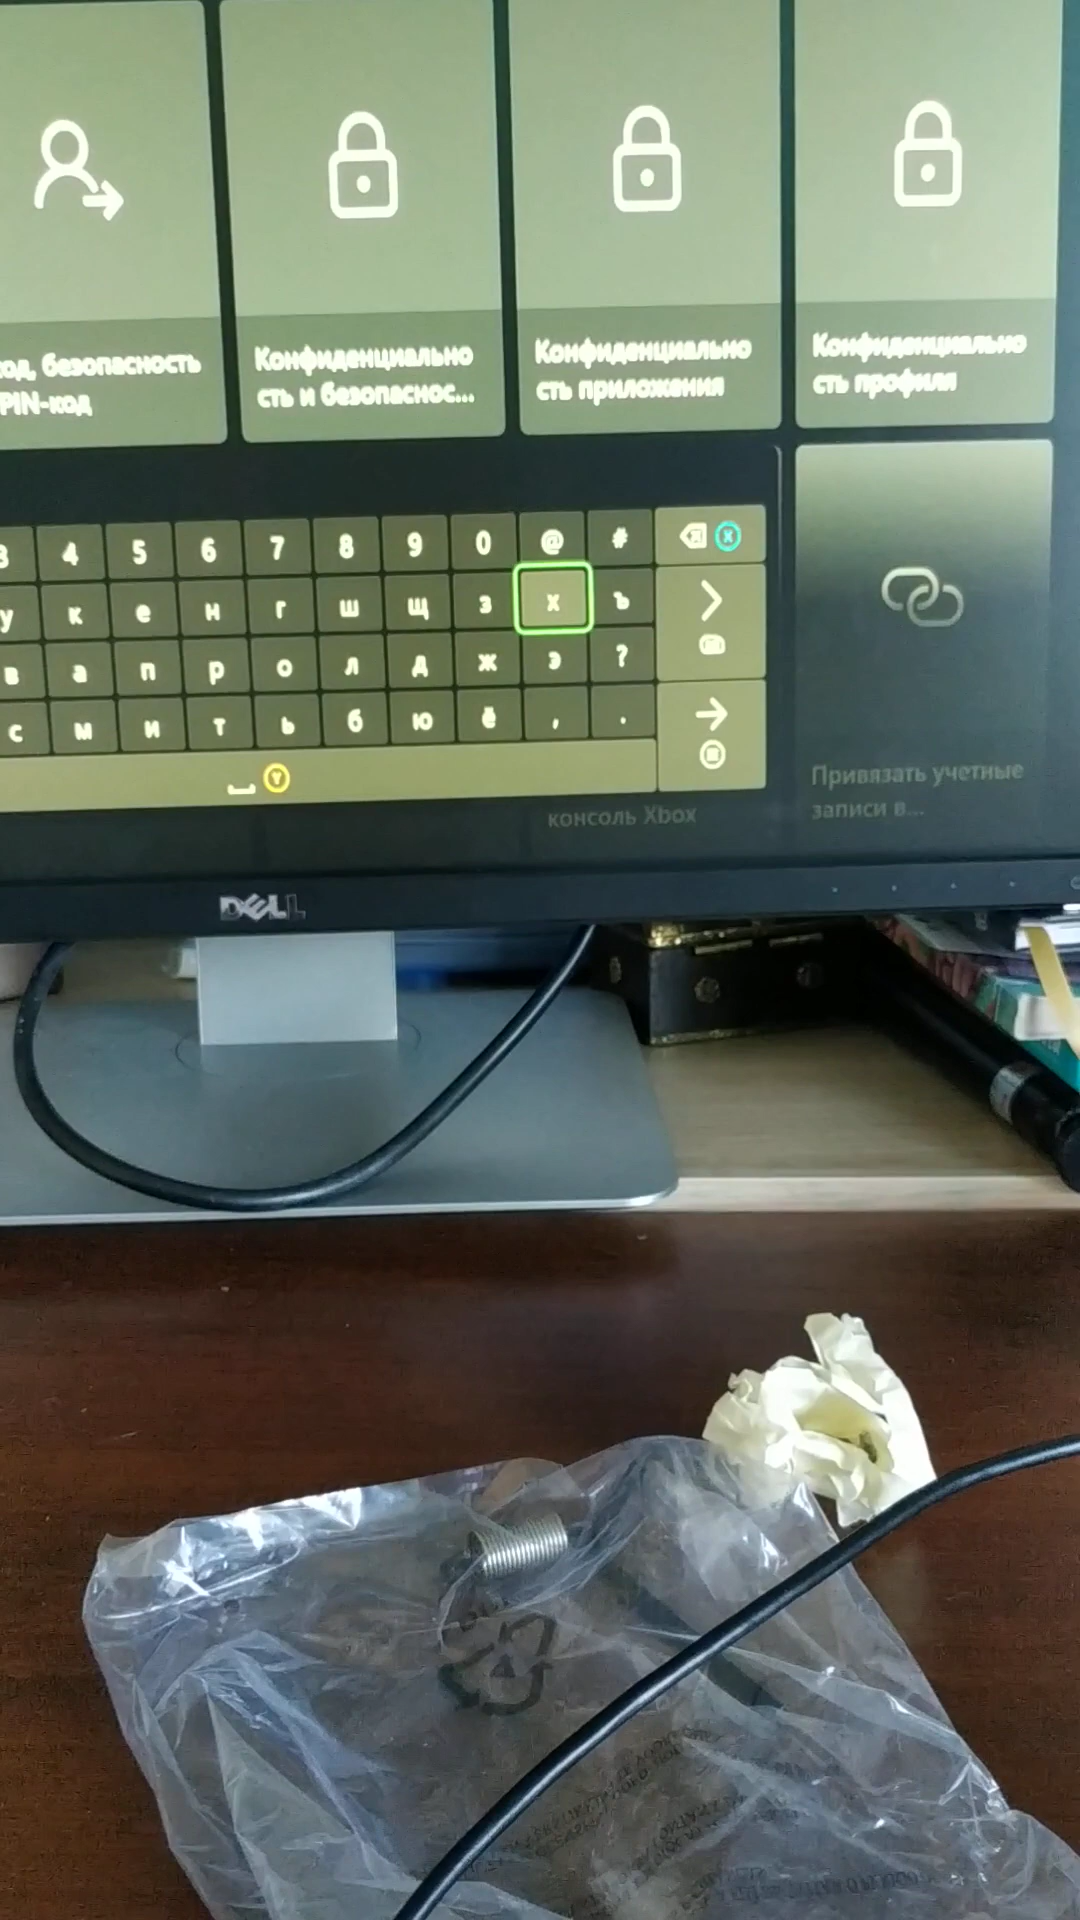 од, безопасность
PIN-код
Конфиденциально
сть и безопаснос...
Конфиденциально
сть приложения
Конфиденциально
сть профиля
3 4 5 6 7 8 9 0 @ # X
у к е н г ш щ з х ъ
в а п р о л д ж э ?
с м и т ь б ю ё , .
Y
консоль Xbox
Привязать учетные
записи в...
DELL